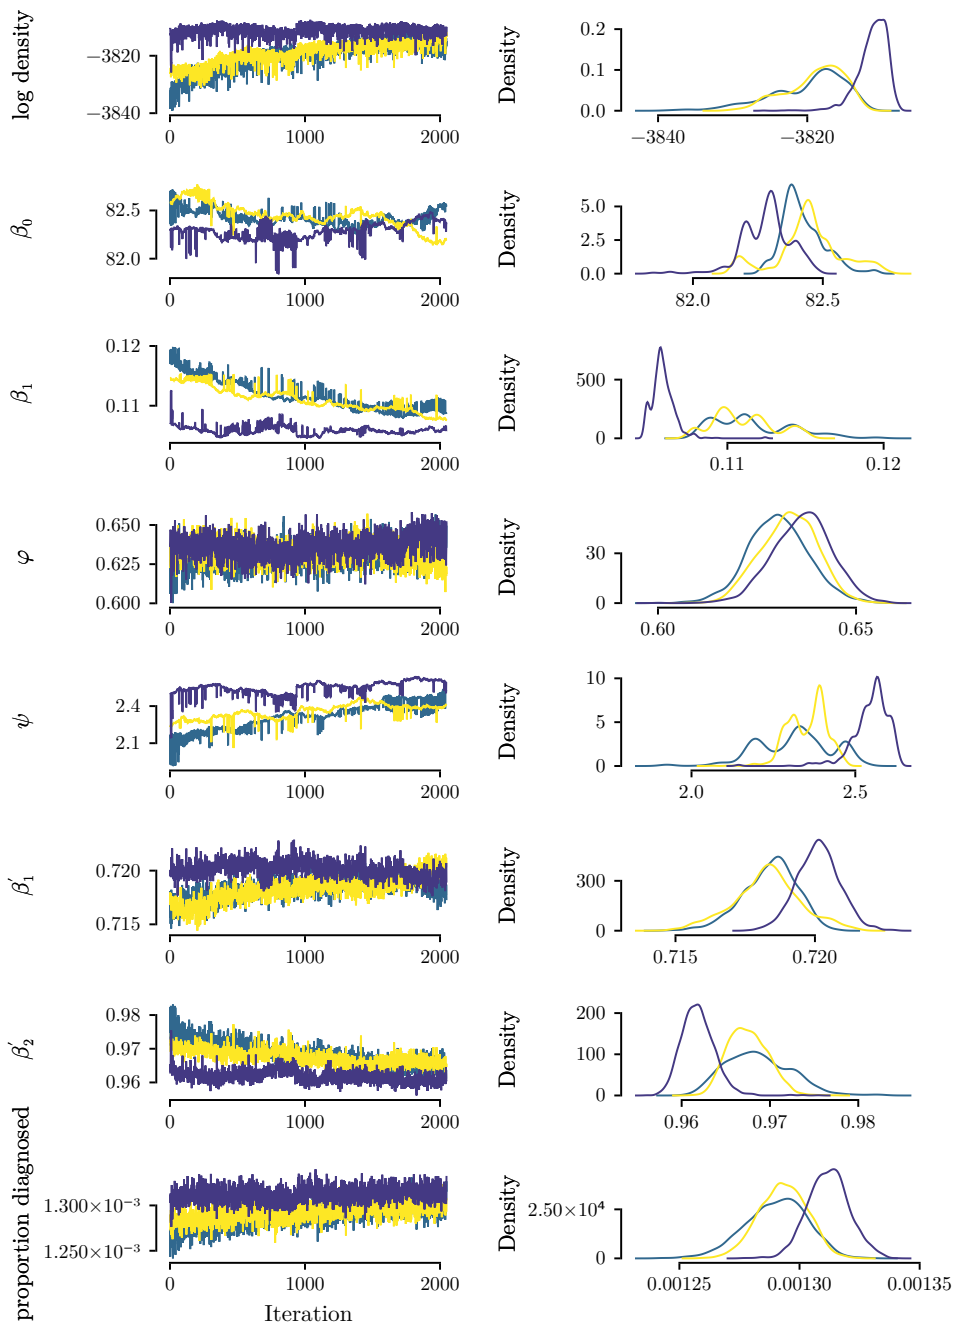 log density
−3820
−3840
0 1000 2000
Density
0.2
0.1
0.0
−3840 −3820
β₀
82.5
82.0
0 1000 2000
Density
5.0
2.5
0.0
82.0 82.5
β₁
0.12
0.11
0 1000 2000
Density
500
0
0.11 0.12
φ
0.650
0.625
0.600
0 1000 2000
Density
30
0
0.60 0.65
ψ
2.4
2.1
0 1000 2000
Density
10
5
0
2.0 2.5
β₁′
0.720
0.715
0 1000 2000
Density
300
0
0.715 0.720
β₂′
0.98
0.97
0.96
0 1000 2000
Density
200
100
0
0.96 0.97 0.98
proportion diagnosed
1.300×10⁻³
1.250×10⁻³
0 1000 2000
Iteration
Density
2.50×10⁴
0
0.00125 0.00130 0.00135